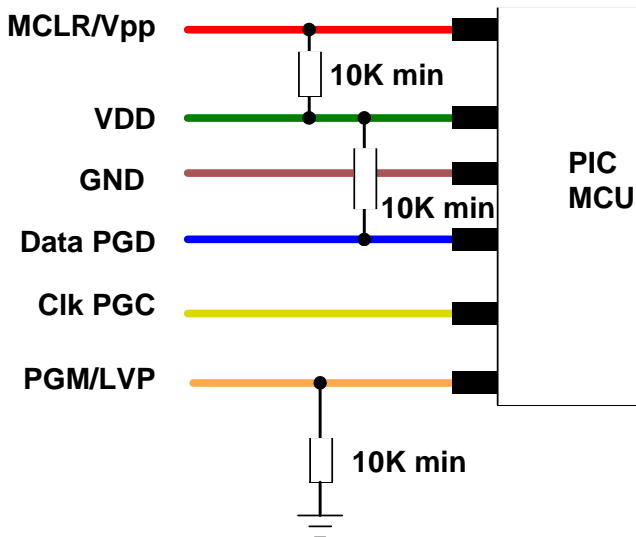 MCLR/Vpp
10K min
VDD
GND
PIC
MCU
10K min
Data PGD
Clk PGC
PGM/LVP
10K min